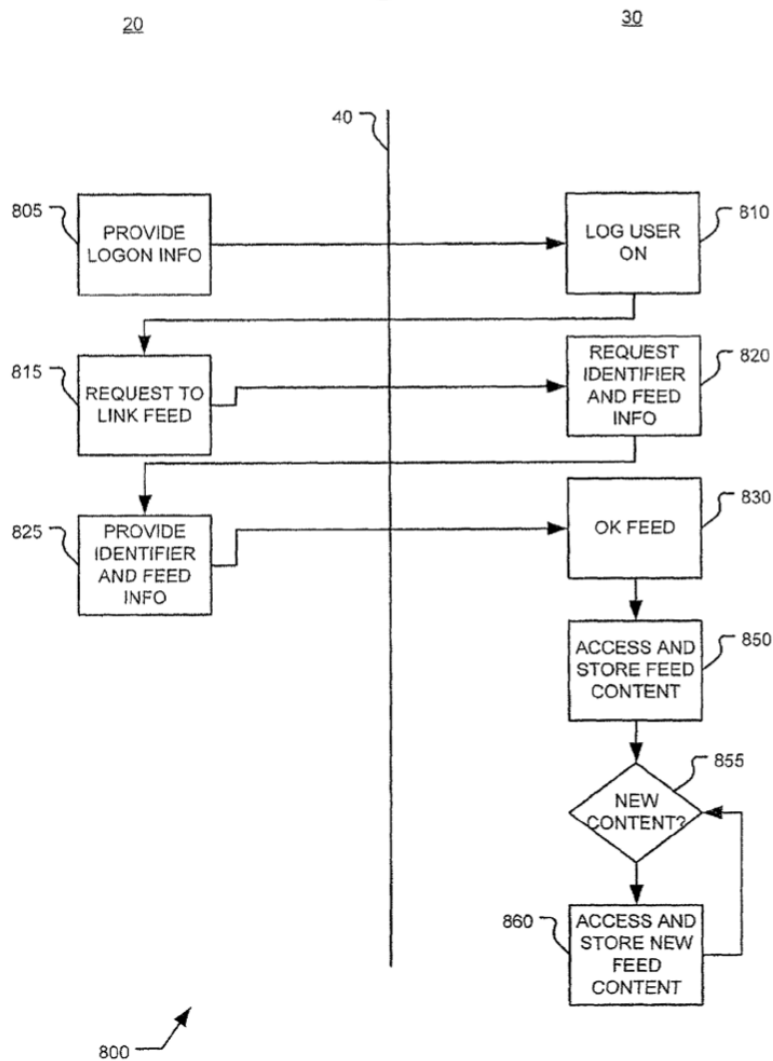 20
30
40
805
PROVIDE
LOGON INFO
LOG USER
ON
810
815
REQUEST TO
LINK FEED
REQUEST
IDENTIFIER
AND FEED
INFO
820
825
PROVIDE
IDENTIFIER
AND FEED
INFO
OK FEED
830
ACCESS AND
STORE FEED
CONTENT
850
NEW
CONTENT?
855
860
ACCESS AND
STORE NEW
FEED
CONTENT
800